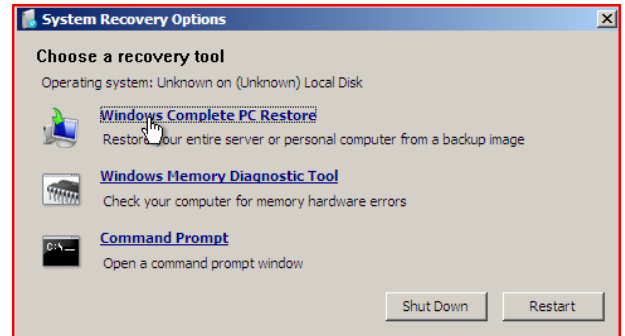 System Recovery Options
Choose a recovery tool
Operating system: Unknown on (Unknown) Local Disk
Windows Complete PC Restore
Restore your entire server or personal computer from a backup image
Windows Memory Diagnostic Tool
Check your computer for memory hardware errors
C:\_
Command Prompt
Open a command prompt window
Shut Down
Restart